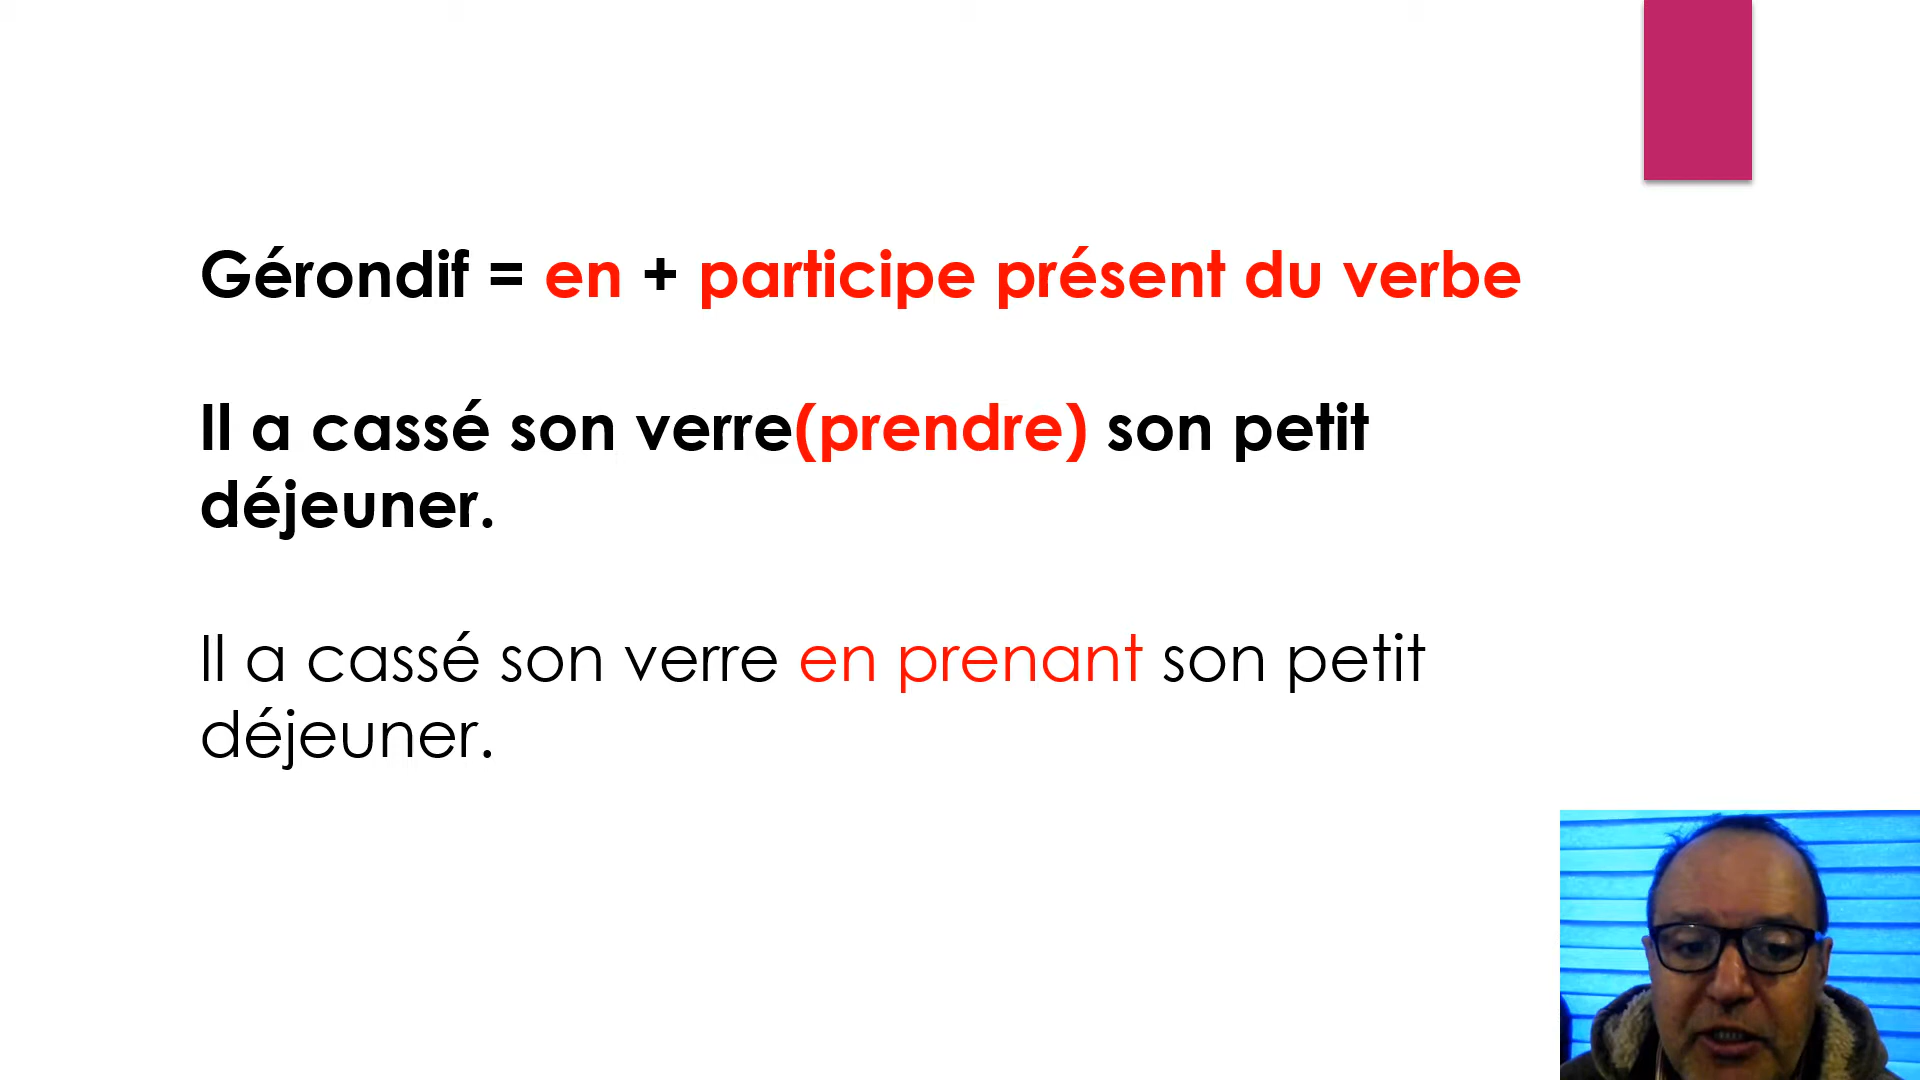 Gérondif = en + participe présent du verbe
Il a cassé son verre(prendre) son petit
déjeuner.
Il a cassé son verre en prenant son petit
déjeuner.